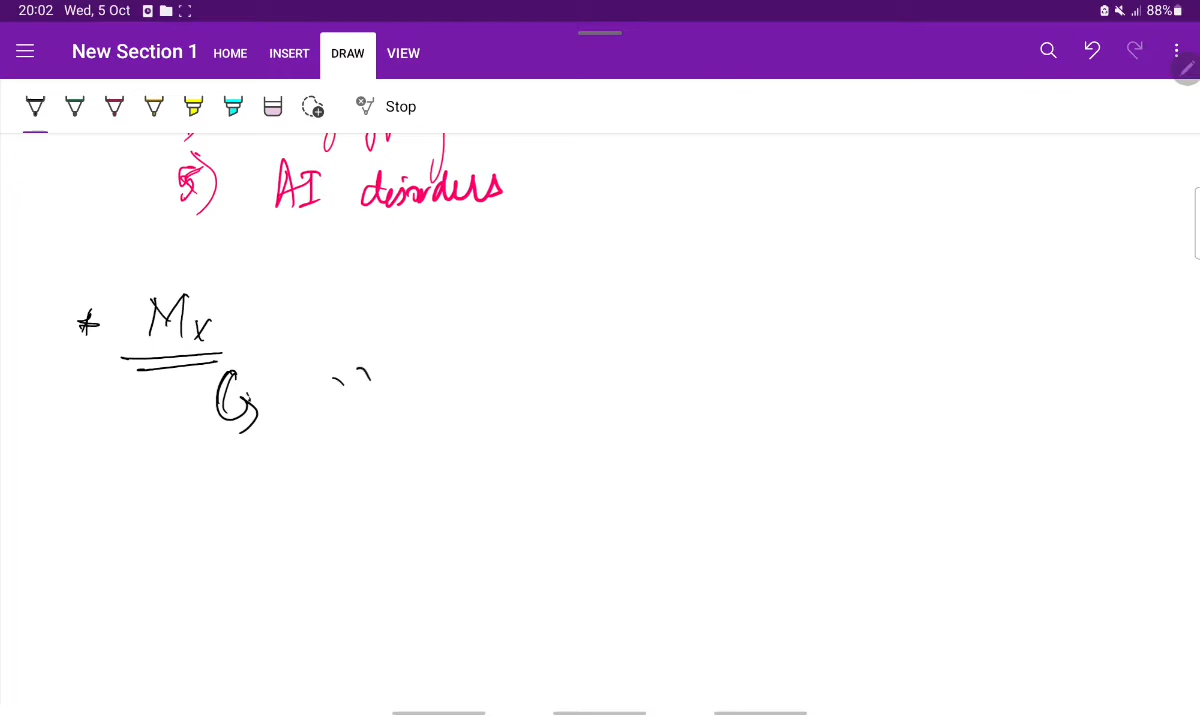 20:02 Wed, 5 Oct 88%
New Section 1 HOME INSERT DRAW VIEW
Stop
5) AI disorders
* Mx